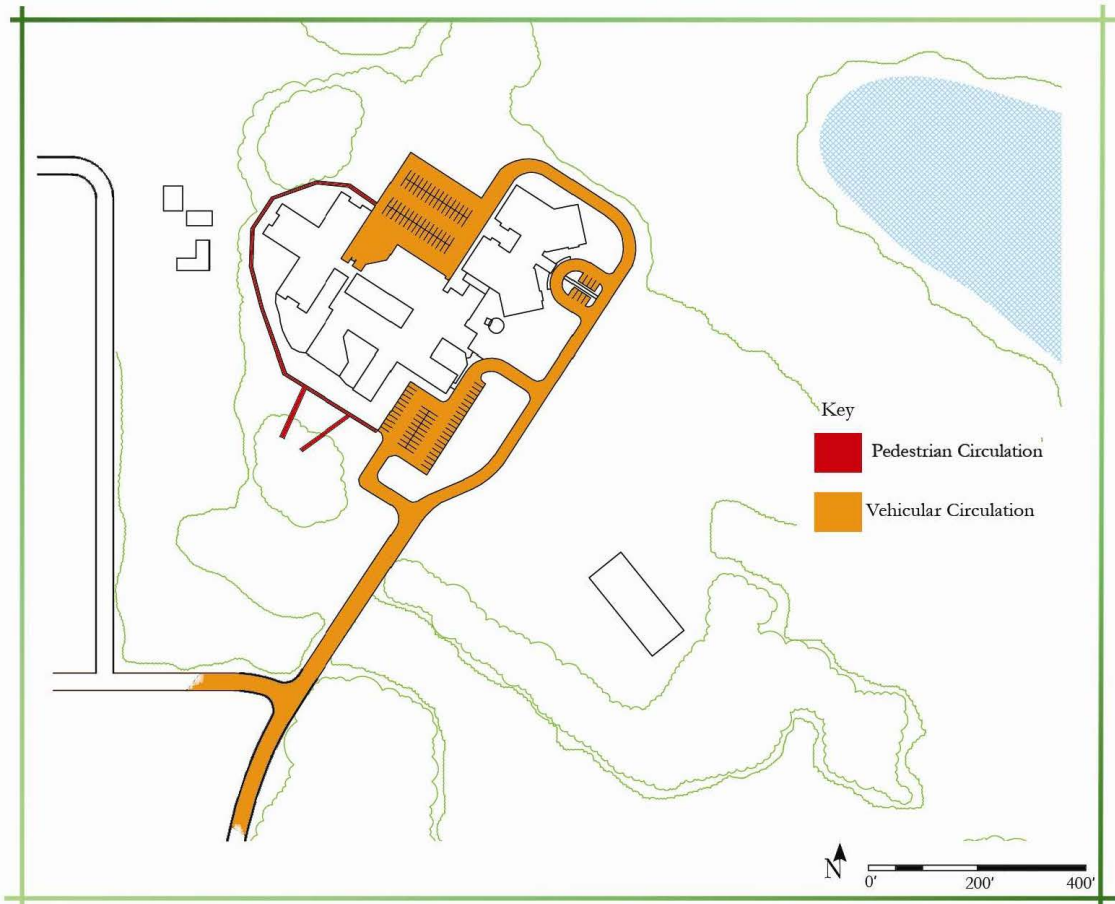 Key
Pedestrian Circulation
Vehicular Circulation
N
0' 200' 400'